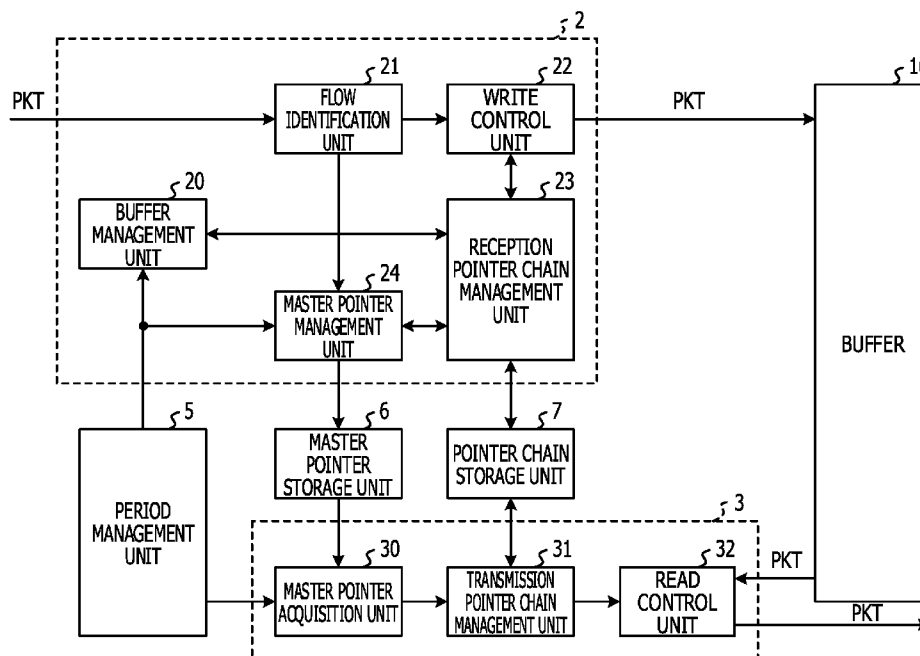 2
21
22
10
PKT
FLOW
IDENTIFICATION
UNIT
WRITE
CONTROL
UNIT
PKT
20
23
BUFFER
MANAGEMENT
UNIT
RECEPTION
POINTER CHAIN
MANAGEMENT
UNIT
24
MASTER POINTER
MANAGEMENT
UNIT
BUFFER
5
6
7
PERIOD
MANAGEMENT
UNIT
MASTER
POINTER
STORAGE UNIT
POINTER CHAIN
STORAGE UNIT
3
30
31
32
MASTER POINTER
ACQUISITION UNIT
TRANSMISSION
POINTER CHAIN
MANAGEMENT UNIT
READ
CONTROL
UNIT
PKT
PKT